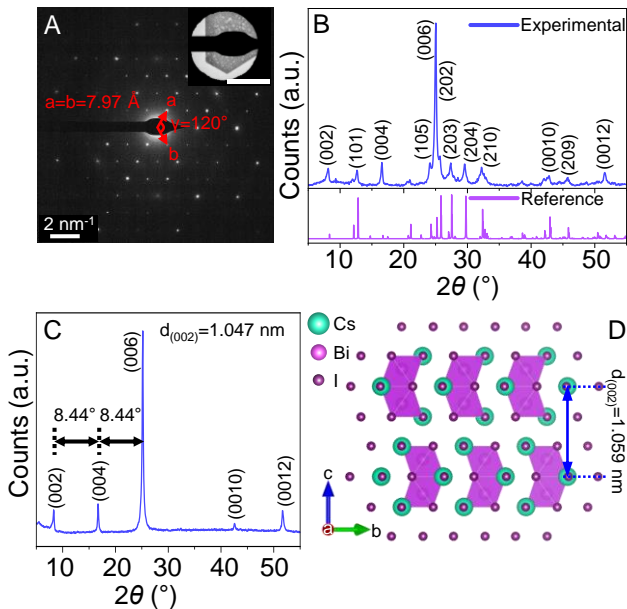 A
a=b=7.97 Å
a
γ=120°
b
2 nm⁻¹
B
Counts (a.u.)
Experimental
(002)
(101)
(004)
(105)
(006)
(202)
(203)
(204)
(210)
(0010)
(209)
(0012)
Reference
10 20 30 40 50
2θ (°)
C
Counts (a.u.)
d(002)=1.047 nm
(006)
8.44° 8.44°
(002)
(004)
(0010)
(0012)
10 20 30 40 50
2θ (°)
D
Cs
Bi
I
d(002)=1.059 nm
c
a
b